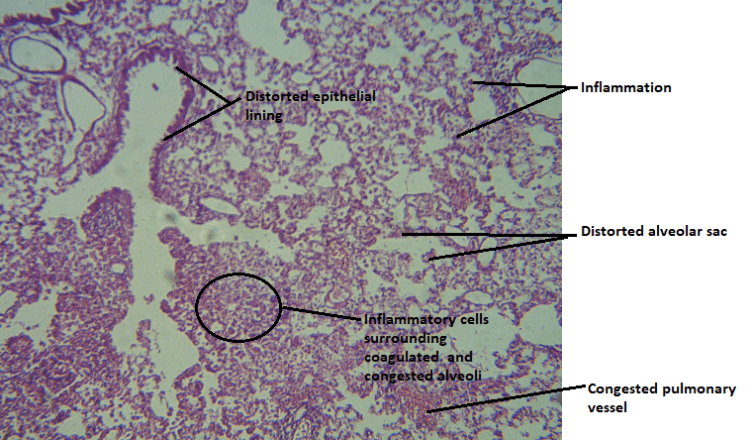 Distorted epithelial
lining
Inflammation
Distorted alveolar sac
Inflammatory cells
surrounding
coagulated and
congested alveoli
Congested pulmonary
vessel